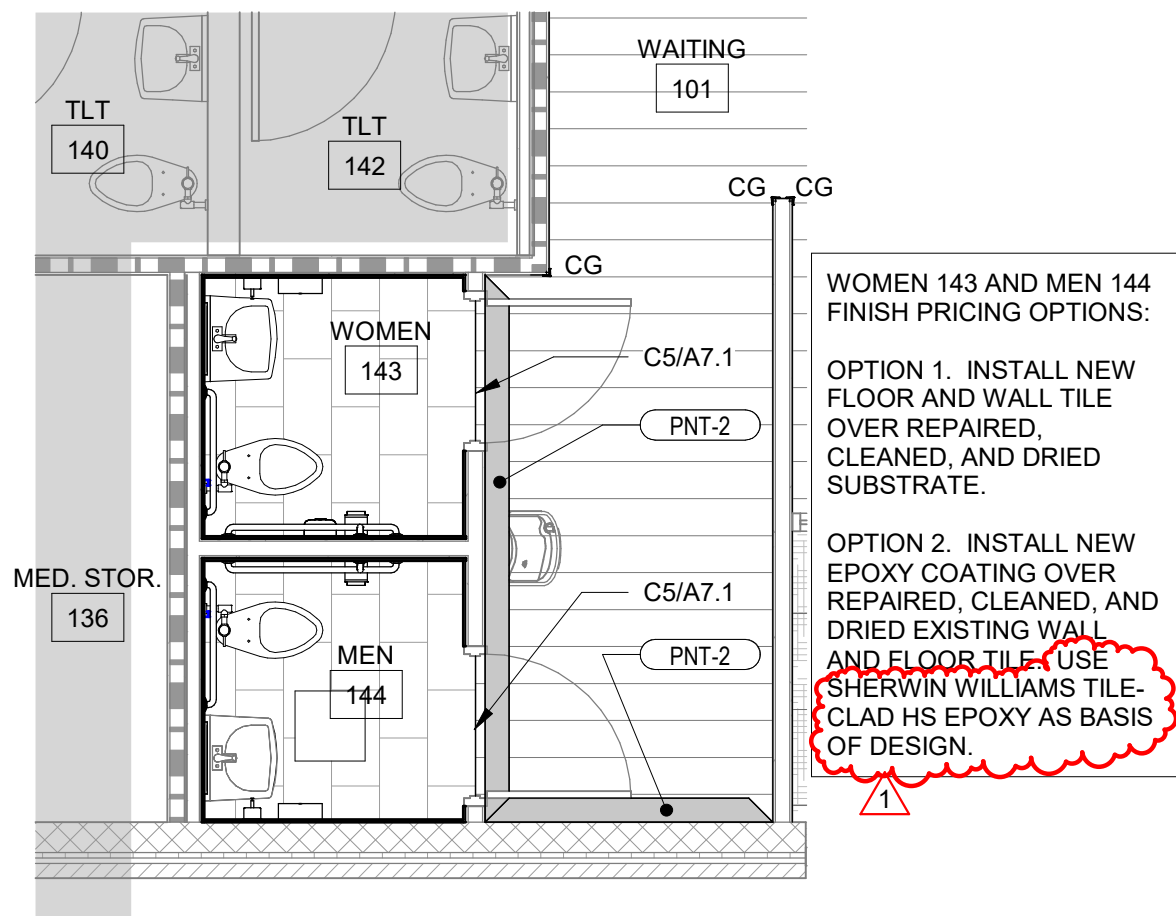 WAITING
101
TLT
140
TLT
142
CG
CG
CG
WOMEN
143
C5/A7.1
PNT-2
MED. STOR.
136
MEN
144
C5/A7.1
PNT-2
WOMEN 143 AND MEN 144
FINISH PRICING OPTIONS:
OPTION 1. INSTALL NEW
FLOOR AND WALL TILE
OVER REPAIRED,
CLEANED, AND DRIED
SUBSTRATE.
OPTION 2. INSTALL NEW
EPOXY COATING OVER
REPAIRED, CLEANED, AND
DRIED EXISTING WALL
AND FLOOR TILE. USE
SHERWIN WILLIAMS TILE-
CLAD HS EPOXY AS BASIS
OF DESIGN.
1